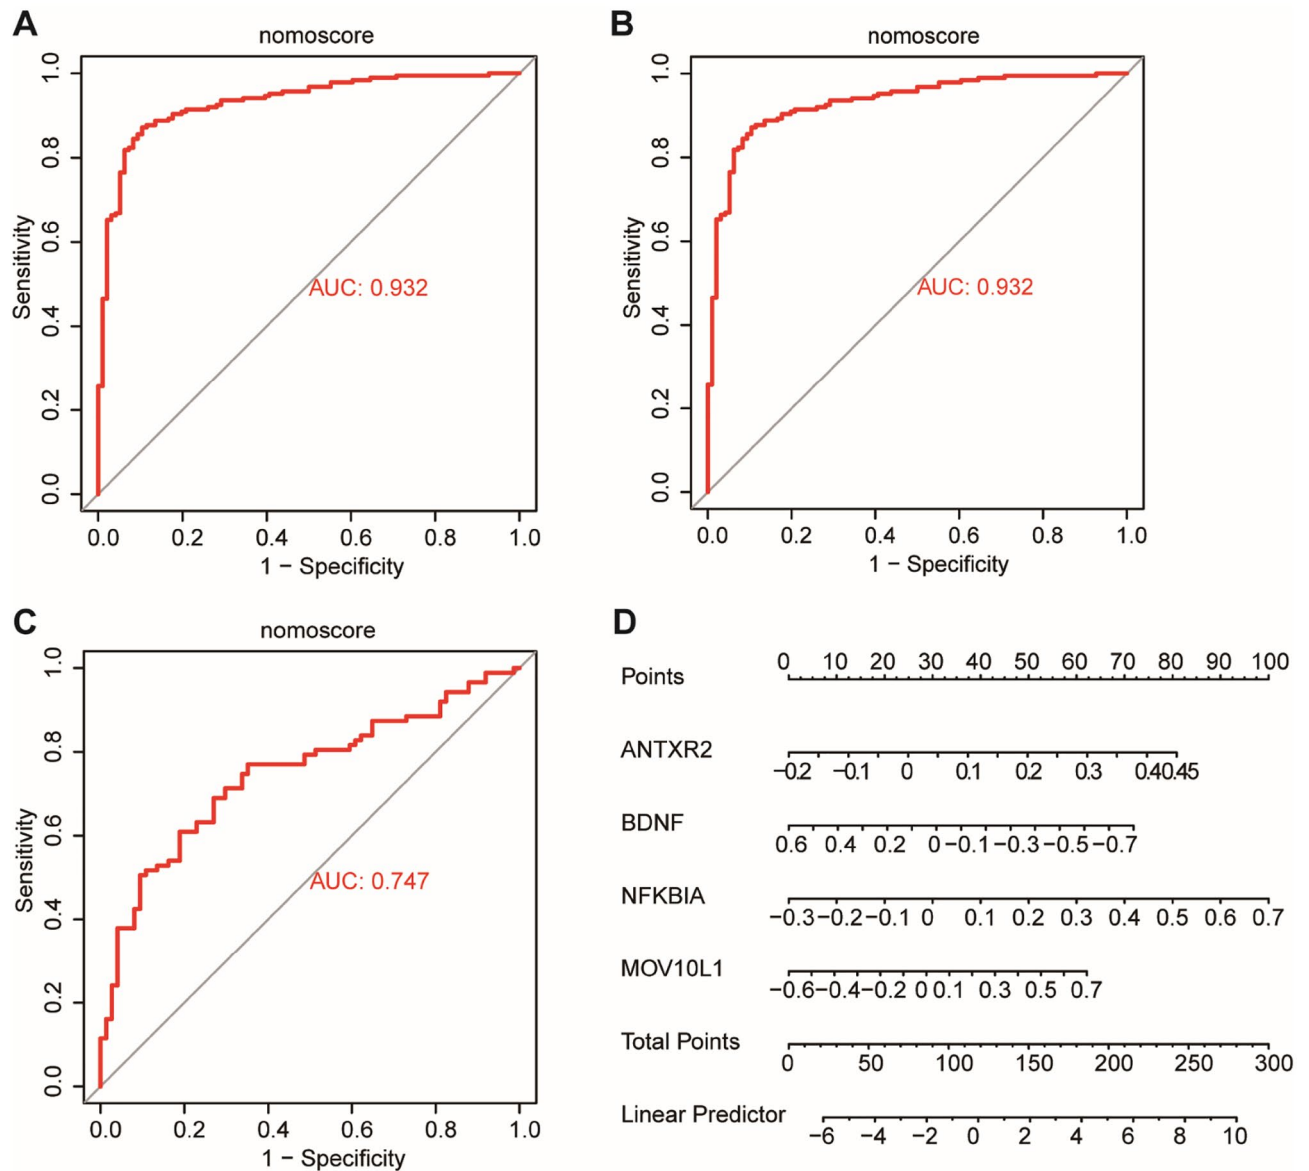 A
nomoscore
Sensitivity
1.0
0.8
0.6
0.4
0.2
0.0
AUC: 0.932
0.0 0.2 0.4 0.6 0.8 1.0
1 − Specificity
B
nomoscore
Sensitivity
1.0
0.8
0.6
0.4
0.2
0.0
AUC: 0.932
0.0 0.2 0.4 0.6 0.8 1.0
1 − Specificity
C
nomoscore
Sensitivity
1.0
0.8
0.6
0.4
0.2
0.0
AUC: 0.747
0.0 0.2 0.4 0.6 0.8 1.0
1 − Specificity
D
Points 0 10 20 30 40 50 60 70 80 90 100
ANTXR2
−0.2 −0.1 0 0.1 0.2 0.3 0.40.45
BDNF
0.6 0.4 0.2 0 −0.1 −0.3 −0.5 −0.7
NFKBIA
−0.3 −0.2 −0.1 0 0.1 0.2 0.3 0.4 0.5 0.6 0.7
MOV10L1
−0.6 −0.4 −0.2 0 0.1 0.3 0.5 0.7
Total Points
0 50 100 150 200 250 300
Linear Predictor
−6 −4 −2 0 2 4 6 8 10